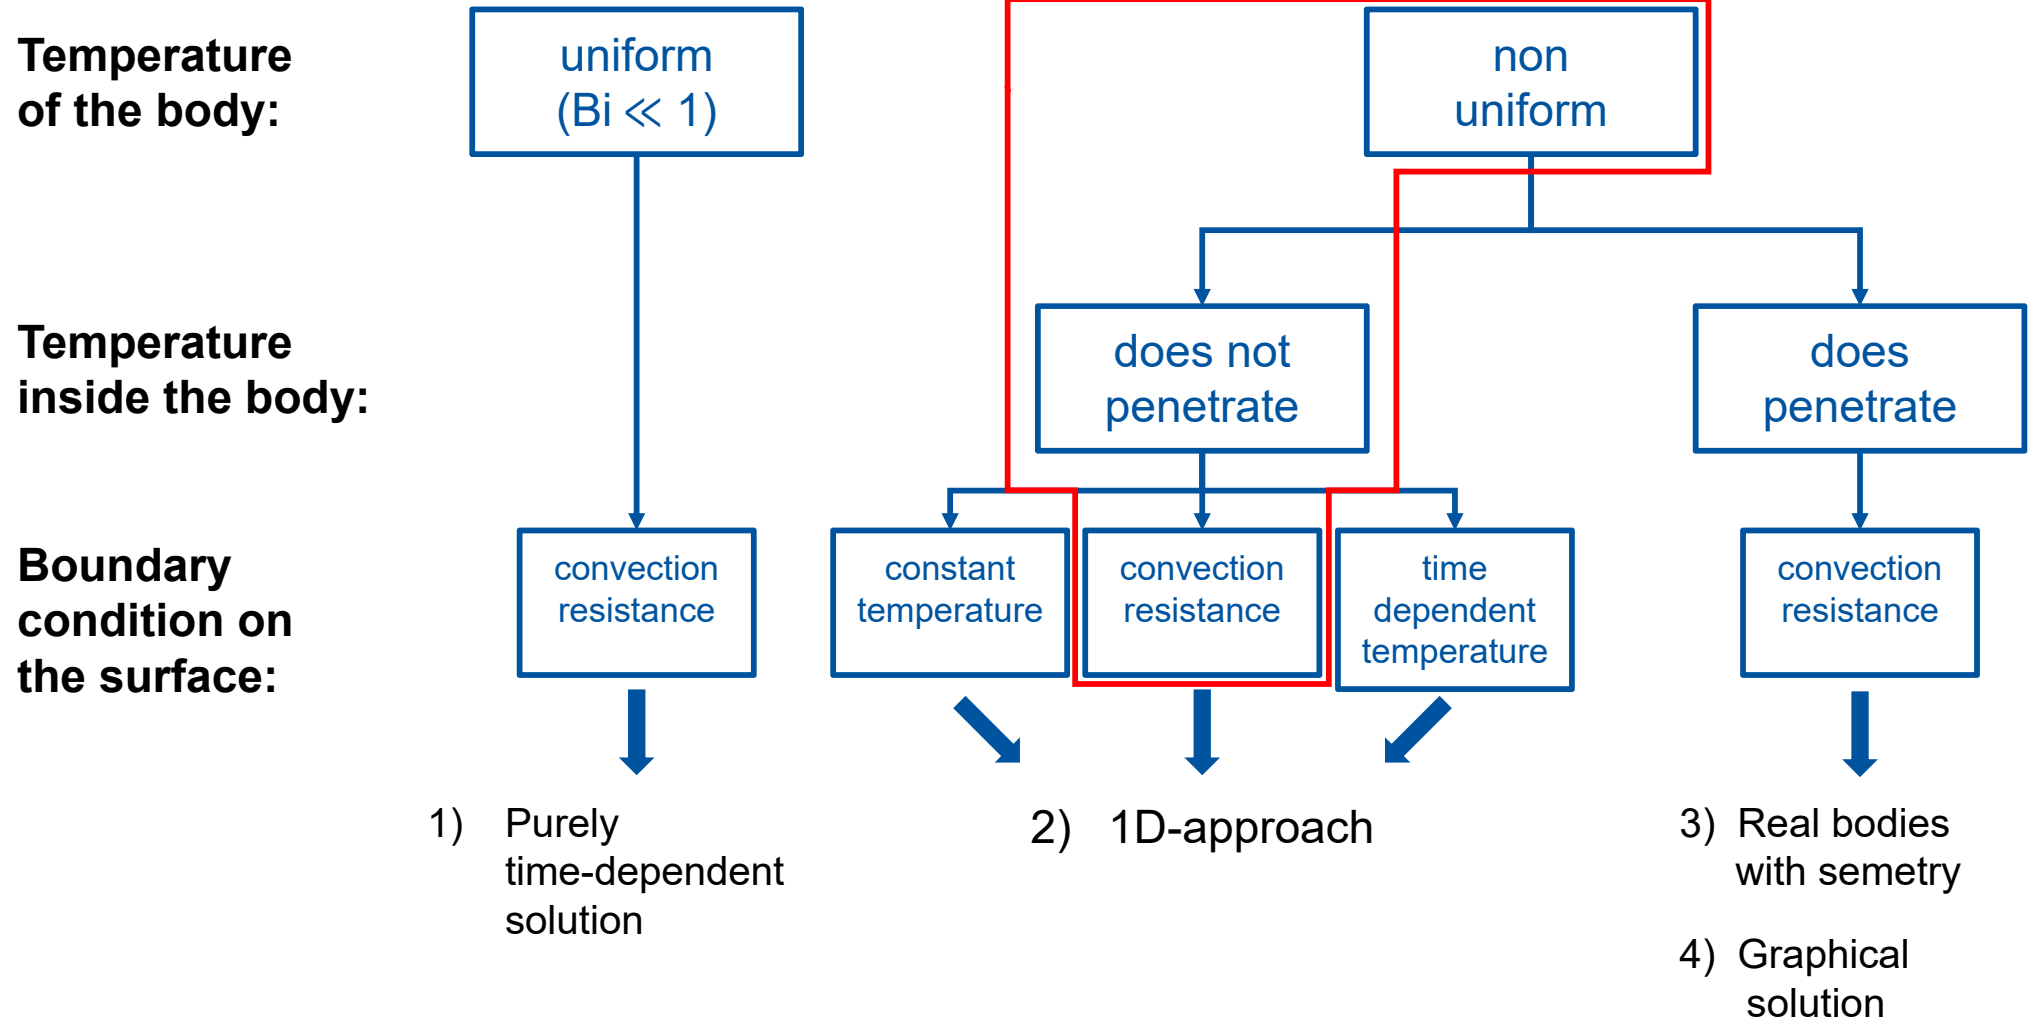 Temperature
of the body:
uniform
(Bi ≪ 1)
non
uniform
Temperature
inside the body:
does not
penetrate
does
penetrate
Boundary
condition on
the surface:
convection
resistance
constant
temperature
convection
resistance
time
dependent
temperature
convection
resistance
1) Purely
time-dependent
solution
2) 1D-approach
3) Real bodies
with semetry
4) Graphical
solution